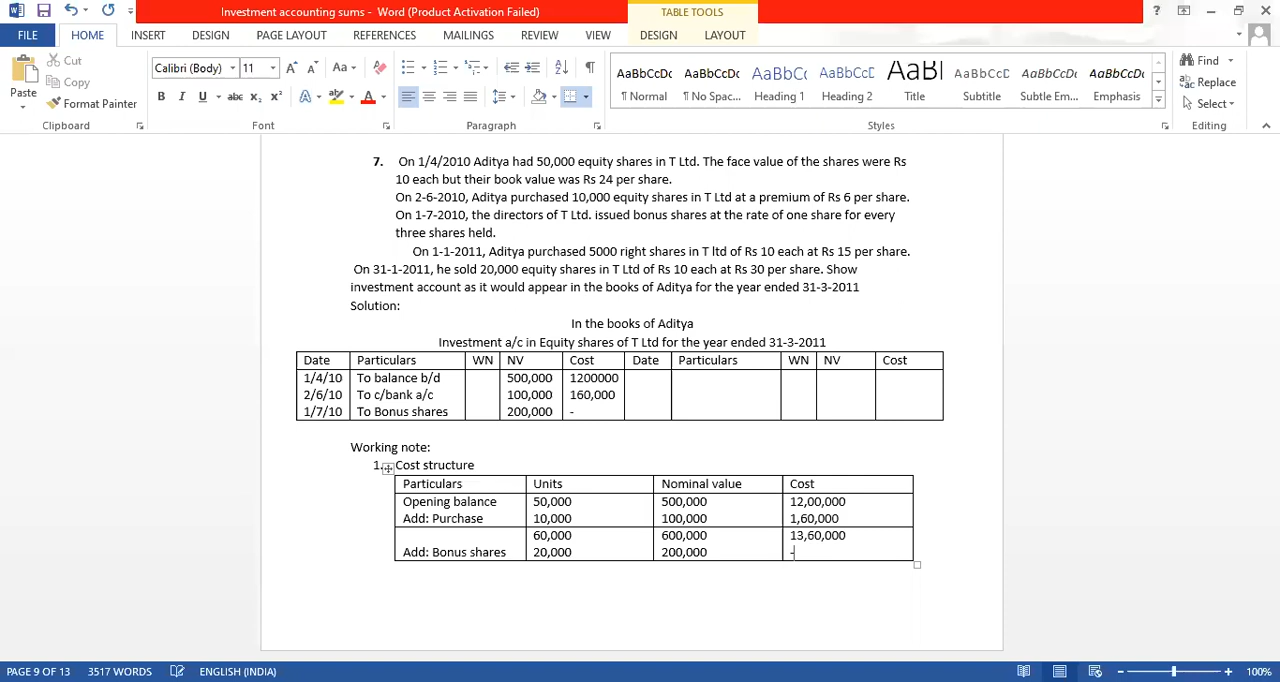 Investment accounting sums - Word (Product Activation Failed)
TABLE TOOLS
FILE HOME INSERT DESIGN PAGE LAYOUT REFERENCES MAILINGS REVIEW VIEW DESIGN LAYOUT
Paste
Cut
Copy
Format Painter
Clipboard
Calibri (Body) 11
Font
Paragraph
AaBbCcDc AaBbCcDc AaBbCc AaBbCcD AaBI AaBbCcD AaBbCcDc AaBbCcDc
¶ Normal ¶ No Spac... Heading 1 Heading 2 Title Subtitle Subtle Em... Emphasis
Styles
Find
Replace
Select
Editing
7. On 1/4/2010 Aditya had 50,000 equity shares in T Ltd. The face value of the shares were Rs
10 each but their book value was Rs 24 per share.
On 2-6-2010, Aditya purchased 10,000 equity shares in T Ltd at a premium of Rs 6 per share.
On 1-7-2010, the directors of T Ltd. issued bonus shares at the rate of one share for every
three shares held.
On 1-1-2011, Aditya purchased 5000 right shares in T ltd of Rs 10 each at Rs 15 per share.
On 31-1-2011, he sold 20,000 equity shares in T Ltd of Rs 10 each at Rs 30 per share. Show
investment account as it would appear in the books of Aditya for the year ended 31-3-2011
Solution:
In the books of Aditya
Investment a/c in Equity shares of T Ltd for the year ended 31-3-2011
Date Particulars WN NV Cost Date Particulars WN NV Cost
1/4/10 To balance b/d 500,000 1200000
2/6/10 To c/bank a/c 100,000 160,000
1/7/10 To Bonus shares 200,000 -
Working note:
1. Cost structure
Particulars Units Nominal value Cost
Opening balance 50,000 500,000 12,00,000
Add: Purchase 10,000 100,000 1,60,000
60,000 600,000 13,60,000
Add: Bonus shares 20,000 200,000 -
PAGE 9 OF 13 3517 WORDS ENGLISH (INDIA) 100%